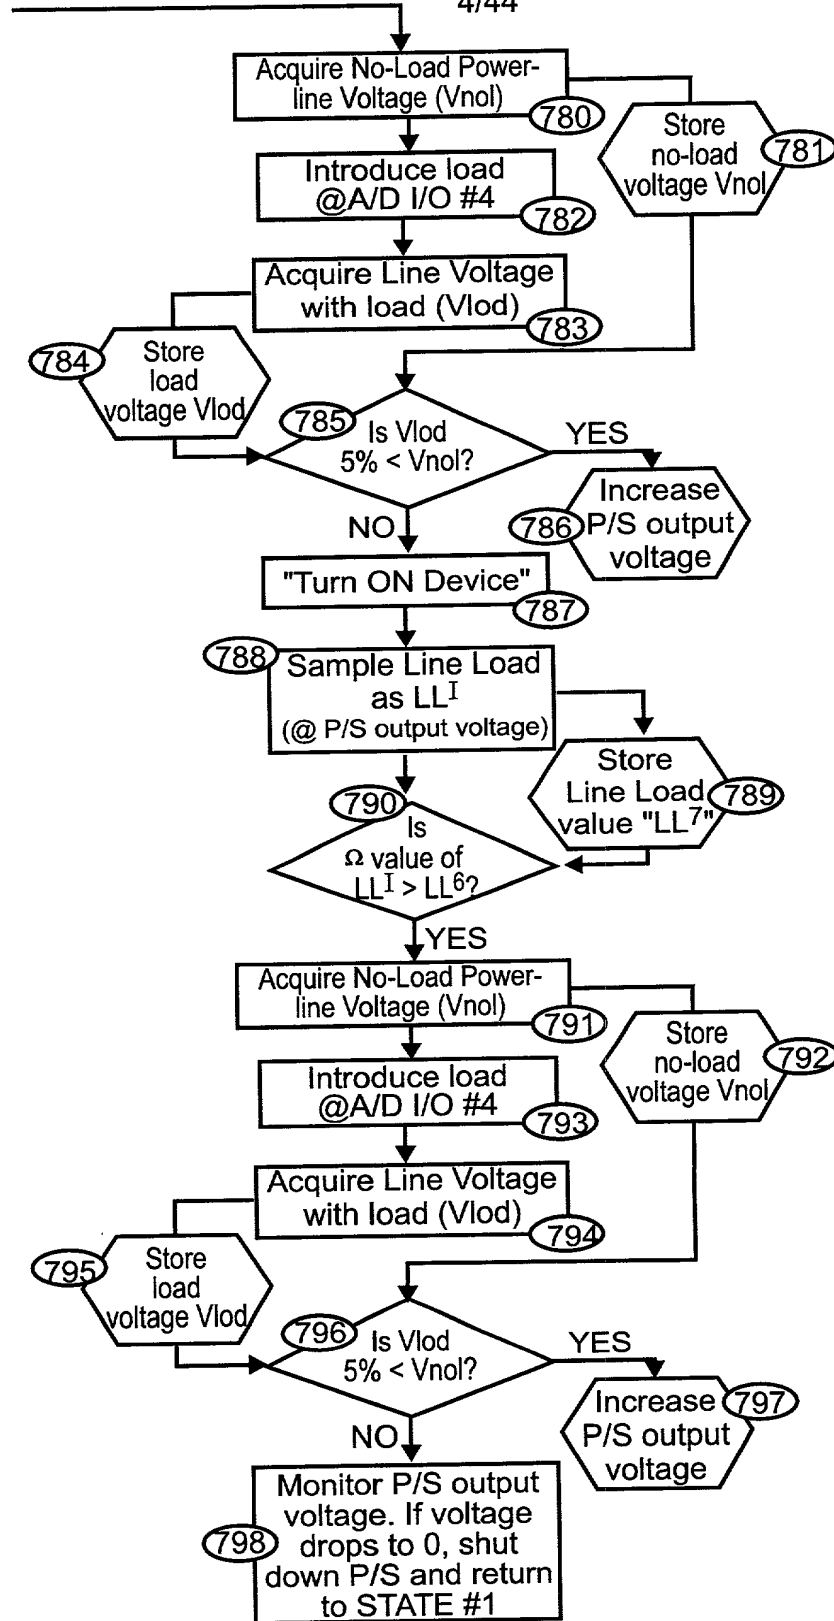 4/44
Acquire No-Load Power-
line Voltage (Vnol)
780
Store
no-load
voltage Vnol
781
Introduce load
@A/D I/O #4
782
Acquire Line Voltage
with load (Vlod)
783
784
Store
load
voltage Vlod
785
Is Vlod
5% < Vnol?
YES
Increase
P/S output
voltage
786
NO
"Turn ON Device"
787
788
Sample Line Load
as LLI
(@ P/S output voltage)
Store
Line Load
value "LL7"
789
790
Is
Ω value of
LLI > LL6?
YES
Acquire No-Load Power-
line Voltage (Vnol)
791
Store
no-load
voltage Vnol
792
Introduce load
@A/D I/O #4
793
Acquire Line Voltage
with load (Vlod)
794
795
Store
load
voltage Vlod
796
Is Vlod
5% < Vnol?
YES
Increase
P/S output
voltage
797
NO
Monitor P/S output
voltage. If voltage
drops to 0, shut
down P/S and return
to STATE #1
798